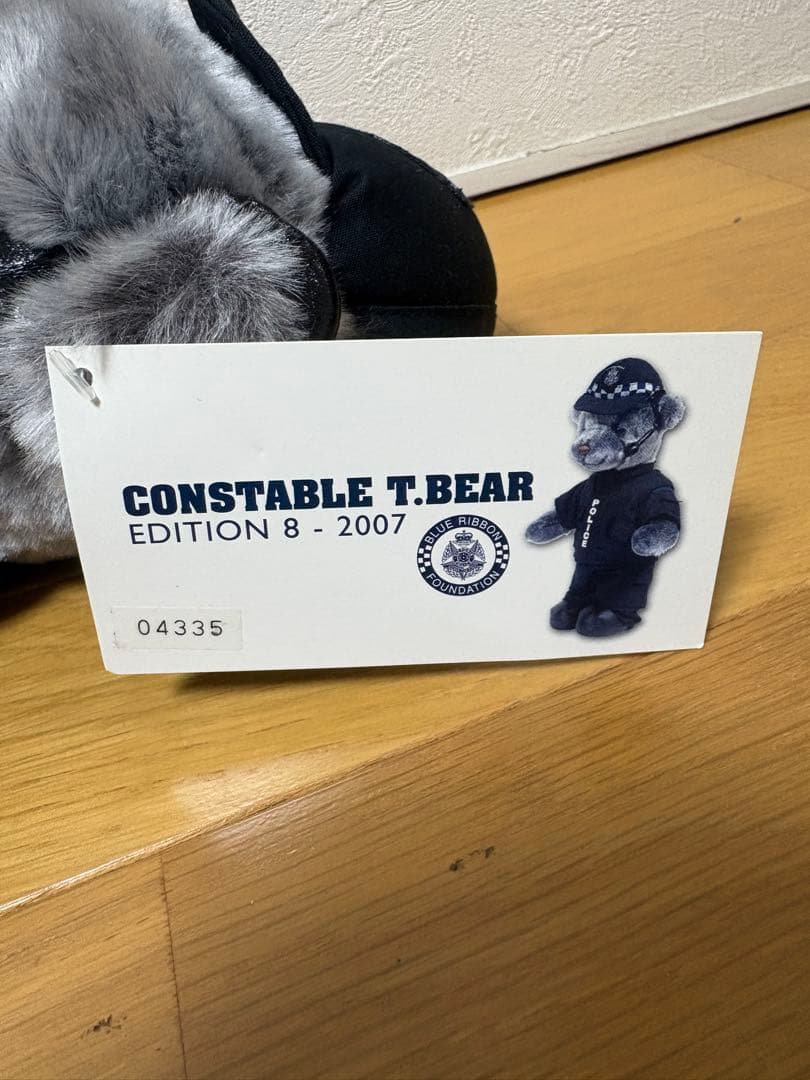 CONSTABLE T.BEAR
EDITION 8 - 2007
BLUE RIBBON
FOUNDATION
POLICE
04335